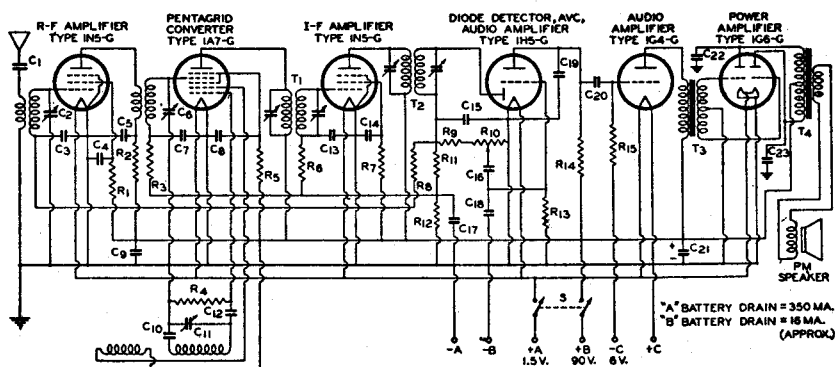 R-F AMPLIFIER
TYPE 1N5-G
PENTAGRID
CONVERTER
TYPE 1A7-G
I-F AMPLIFIER
TYPE 1N5-G
DIODE DETECTOR, AVC,
AUDIO AMPLIFIER
TYPE 1H5-G
AUDIO
AMPLIFIER
TYPE 1G4-G
POWER
AMPLIFIER
TYPE 1G6-G
C1
C2
C3
C4
C5
R1
R2
C9
R3
C6
C7
C8
R5
T1
R6
C13
C14
R7
T2
C15
C19
R8
R9
R10
R11
R12
C16
C17
C18
R13
R14
C20
R15
C22
T3
T4
C23
+
-
C21
R4
C10
C11
C12
S
PM
SPEAKER
-A
-B
+A
1.5V.
+B
90V.
-C
6V.
+C
"A" BATTERY DRAIN = 350 MA.
"B" BATTERY DRAIN = 16 MA.
(APPROX.)